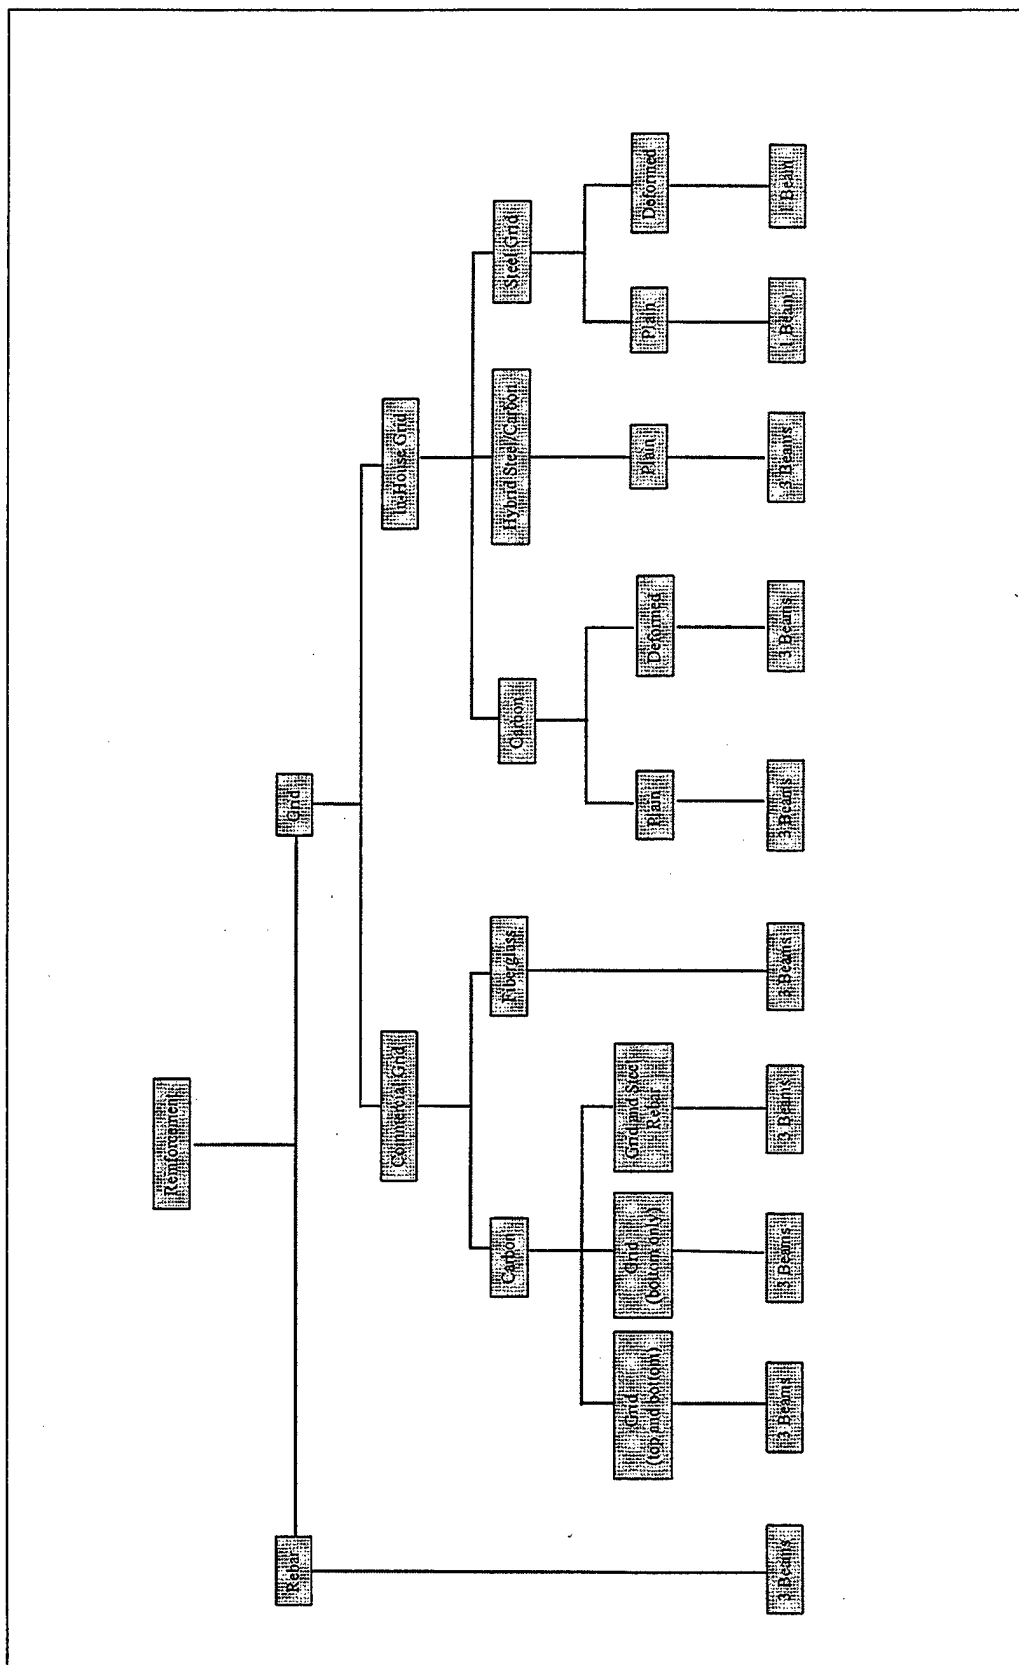 Reinforcement
Rebar
Grid
Commercial Grid
In-House Grid
Carbon
Fiberglass
Carbon
Hybrid Steel/Carbon
Steel Grid
Grid
(top and bottom)
Grid
(bottom only)
Grid and Steel
Rebar
Plain
Deformed
Plain
Plain
Deformed
3 Beams
3 Beams
3 Beams
3 Beams
3 Beams
3 Beams
3 Beams
3 Beams
1 Beam
1 Beam